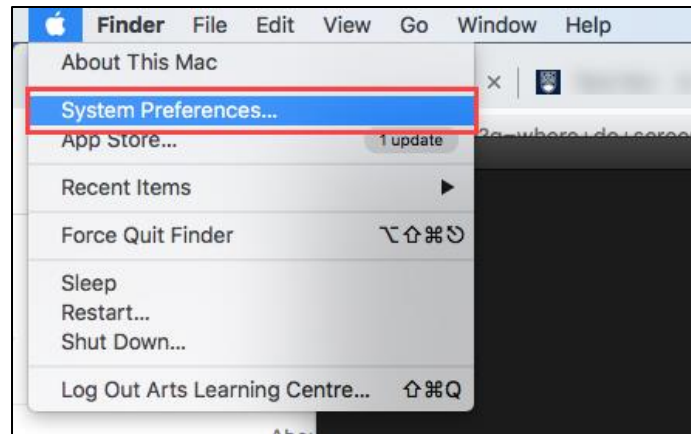 Finder File Edit View Go Window Help
About This Mac
System Preferences...
App Store... 1 update
Recent Items
Force Quit Finder ⌥⇧⌘⎋
Sleep
Restart...
Shut Down...
Log Out Arts Learning Centre... ⇧⌘Q